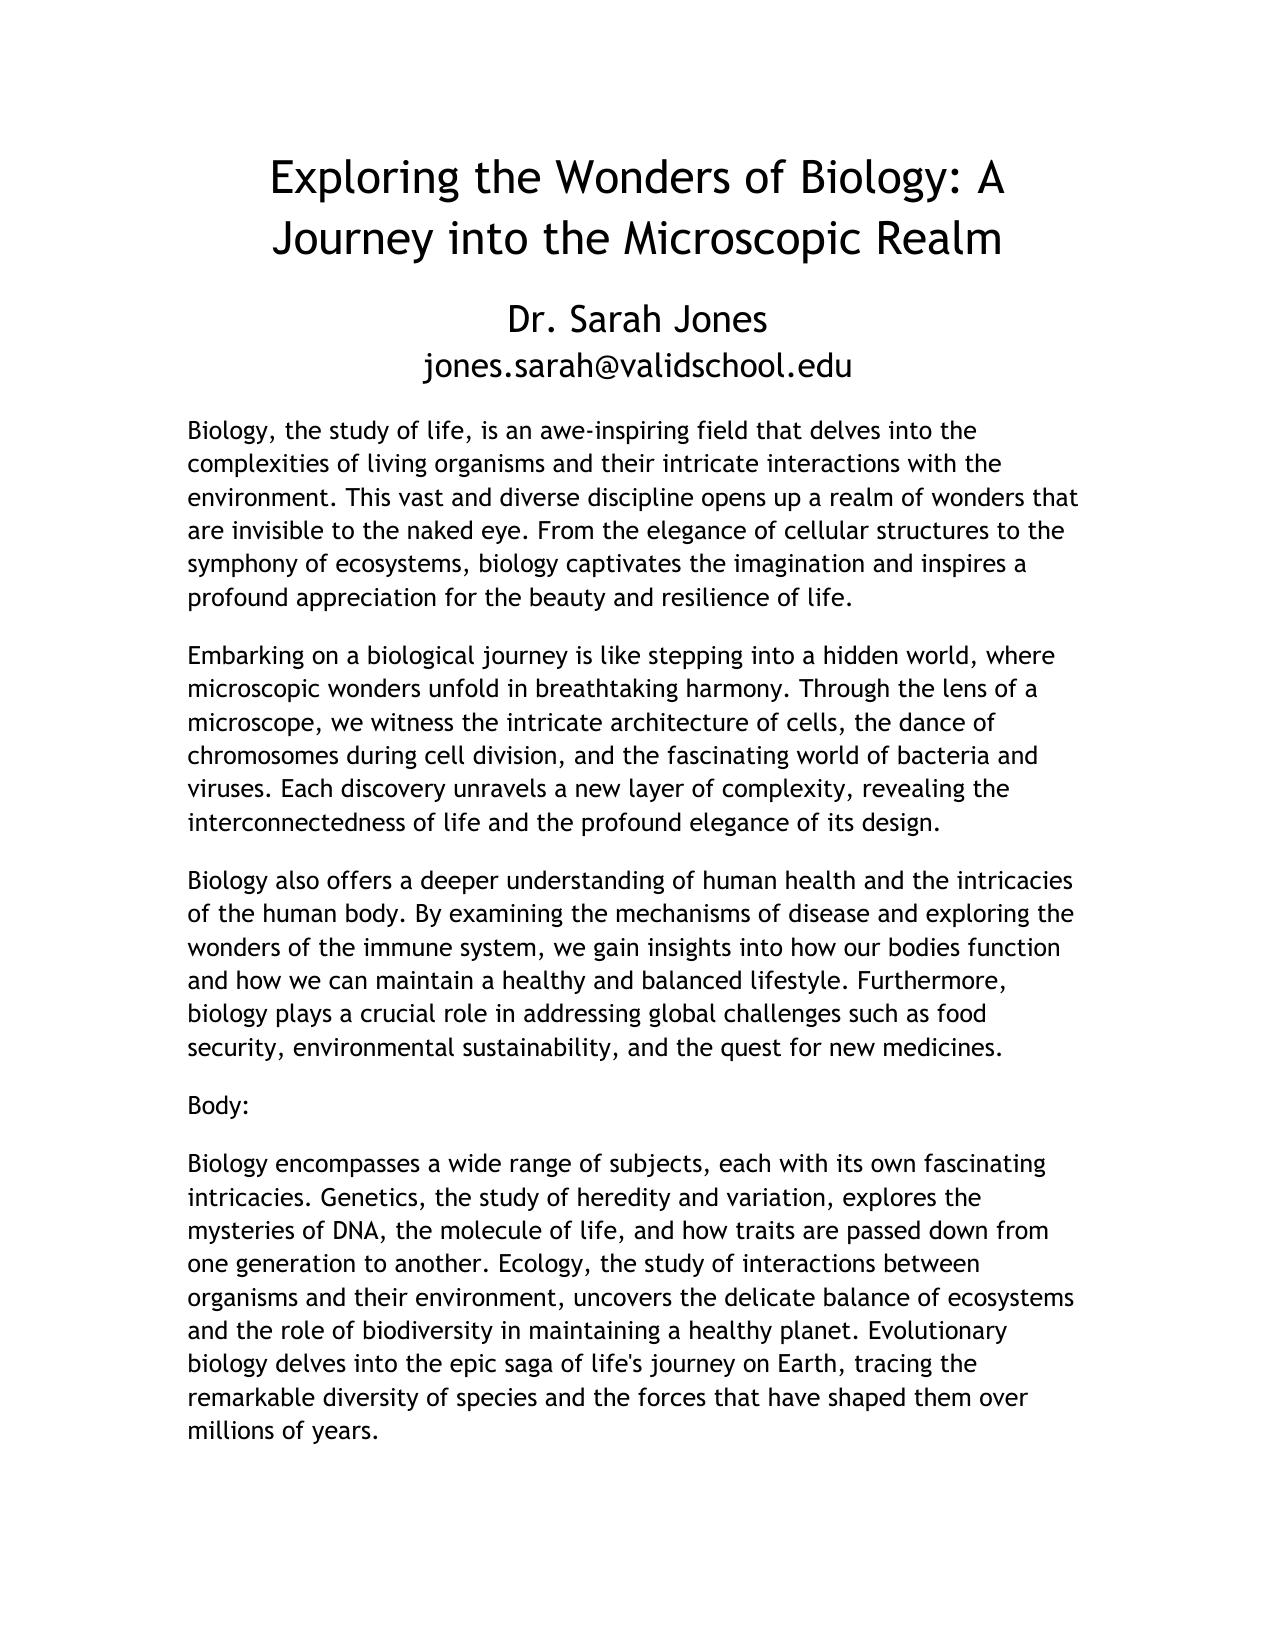 Exploring the Wonders of Biology: A
Journey into the Microscopic Realm
Dr. Sarah Jones
jones.sarah@validschool.edu
Biology, the study of life, is an awe-inspiring field that delves into the
complexities of living organisms and their intricate interactions with the
environment. This vast and diverse discipline opens up a realm of wonders that
are invisible to the naked eye. From the elegance of cellular structures to the
symphony of ecosystems, biology captivates the imagination and inspires a
profound appreciation for the beauty and resilience of life.
Embarking on a biological journey is like stepping into a hidden world, where
microscopic wonders unfold in breathtaking harmony. Through the lens of a
microscope, we witness the intricate architecture of cells, the dance of
chromosomes during cell division, and the fascinating world of bacteria and
viruses. Each discovery unravels a new layer of complexity, revealing the
interconnectedness of life and the profound elegance of its design.
Biology also offers a deeper understanding of human health and the intricacies
of the human body. By examining the mechanisms of disease and exploring the
wonders of the immune system, we gain insights into how our bodies function
and how we can maintain a healthy and balanced lifestyle. Furthermore,
biology plays a crucial role in addressing global challenges such as food
security, environmental sustainability, and the quest for new medicines.
Body:
Biology encompasses a wide range of subjects, each with its own fascinating
intricacies. Genetics, the study of heredity and variation, explores the
mysteries of DNA, the molecule of life, and how traits are passed down from
one generation to another. Ecology, the study of interactions between
organisms and their environment, uncovers the delicate balance of ecosystems
and the role of biodiversity in maintaining a healthy planet. Evolutionary
biology delves into the epic saga of life's journey on Earth, tracing the
remarkable diversity of species and the forces that have shaped them over
millions of years.